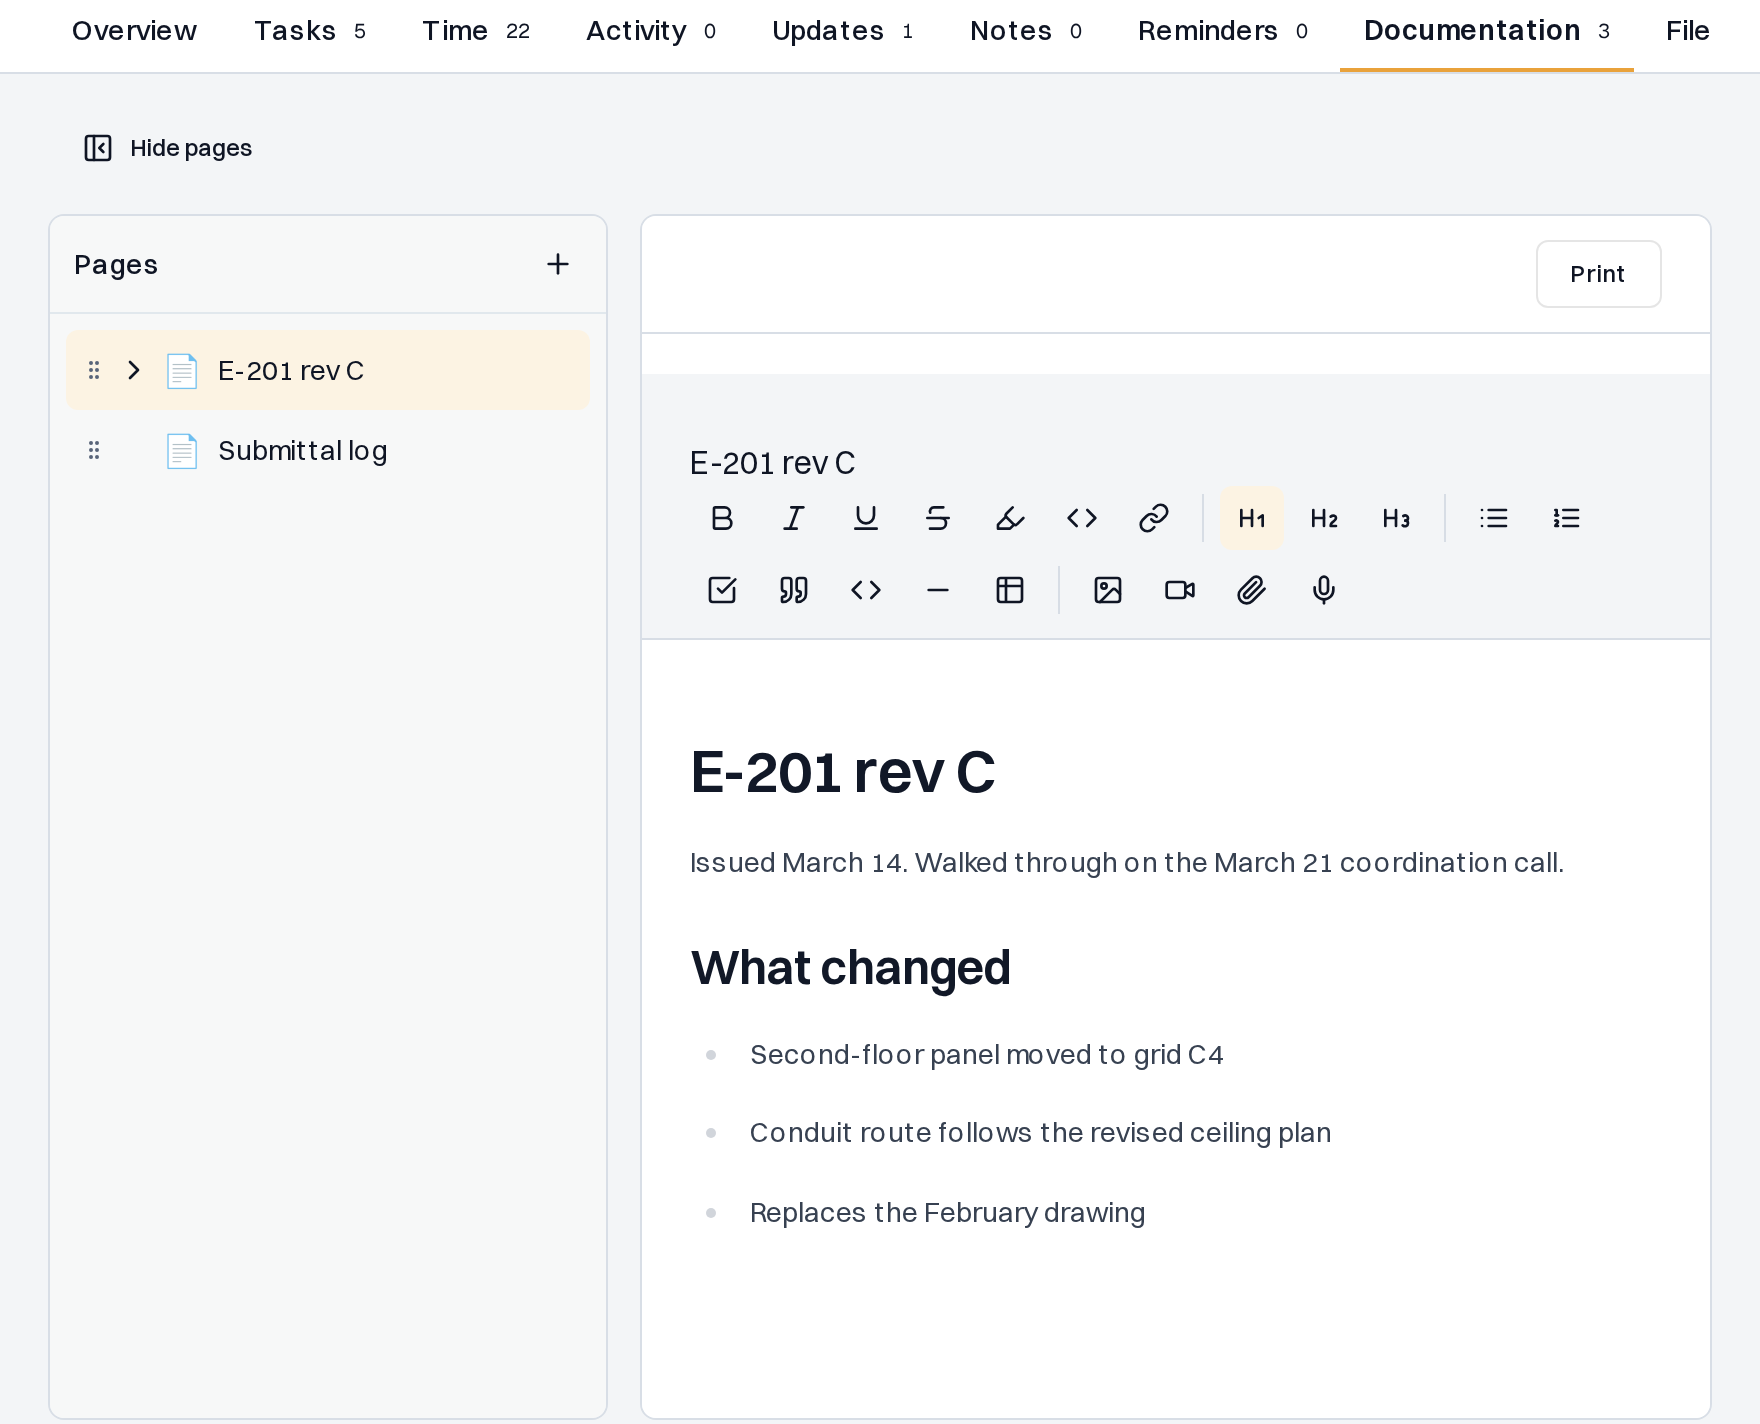 Overview Tasks 5 Time 22 Activity 0 Updates 1 Notes 0 Reminders 0 Documentation 3 File
Hide pages
Pages
E-201 rev C
Submittal log
Print
E-201 rev C
H1 H2 H3
E-201 rev C
Issued March 14. Walked through on the March 21 coordination call.
What changed
Second-floor panel moved to grid C4
Conduit route follows the revised ceiling plan
Replaces the February drawing